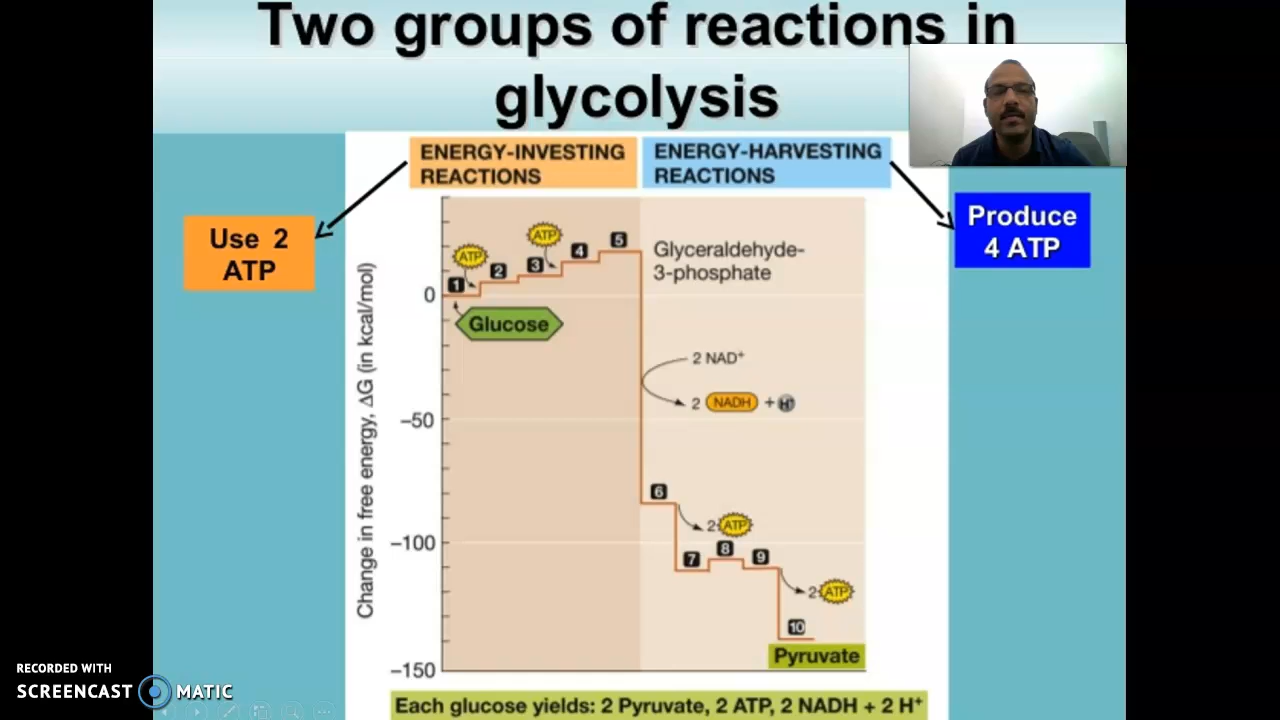 Two groups of reactions in
glycolysis
ENERGY-INVESTING
REACTIONS
ENERGY-HARVESTING
REACTIONS
Use 2
ATP
Produce
4 ATP
Change in free energy, ΔG (in kcal/mol)
0
−50
−100
−150
1
ATP
2
3
ATP
4
5
Glucose
Glyceraldehyde-
3-phosphate
2 NAD⁺
2 NADH + H⁺
6
2 ATP
7
8
9
2 ATP
10
Pyruvate
Each glucose yields: 2 Pyruvate, 2 ATP, 2 NADH + 2 H⁺
RECORDED WITH
SCREENCAST MATIC